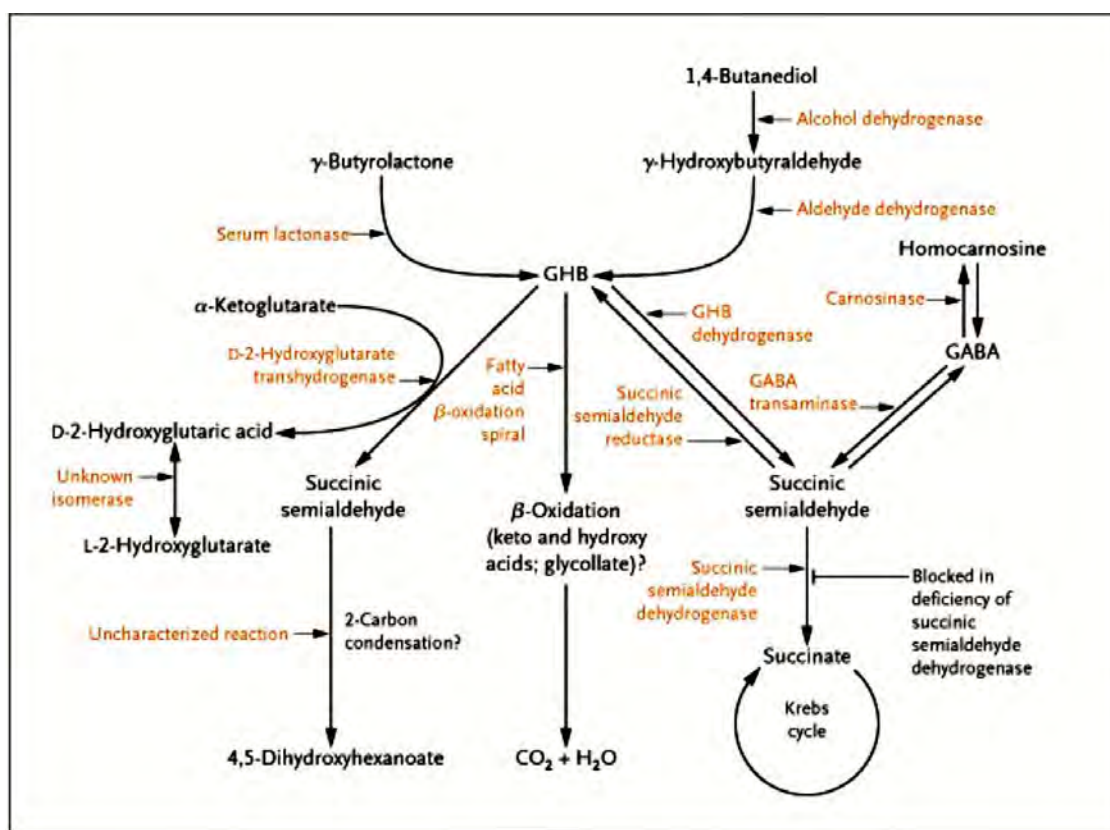 1,4-Butanediol
Alcohol dehydrogenase
γ-Butyrolactone
γ-Hydroxybutyraldehyde
Aldehyde dehydrogenase
Serum lactonase
Homocarnosine
GHB
α-Ketoglutarate
GHB
dehydrogenase
Carnosinase
D-2-Hydroxyglutarate
transhydrogenase
Fatty
acid
β-oxidation
spiral
Succinic
semialdehyde
reductase
GABA
transaminase
GABA
D-2-Hydroxyglutaric acid
Unknown
isomerase
L-2-Hydroxyglutarate
Succinic
semialdehyde
β-Oxidation
(keto and hydroxy
acids; glycollate)?
Succinic
semialdehyde
Succinic
semialdehyde
dehydrogenase
Blocked in
deficiency of
succinic
semialdehyde
dehydrogenase
Uncharacterized reaction
2-Carbon
condensation?
Succinate
Krebs
cycle
4,5-Dihydroxyhexanoate
CO₂ + H₂O